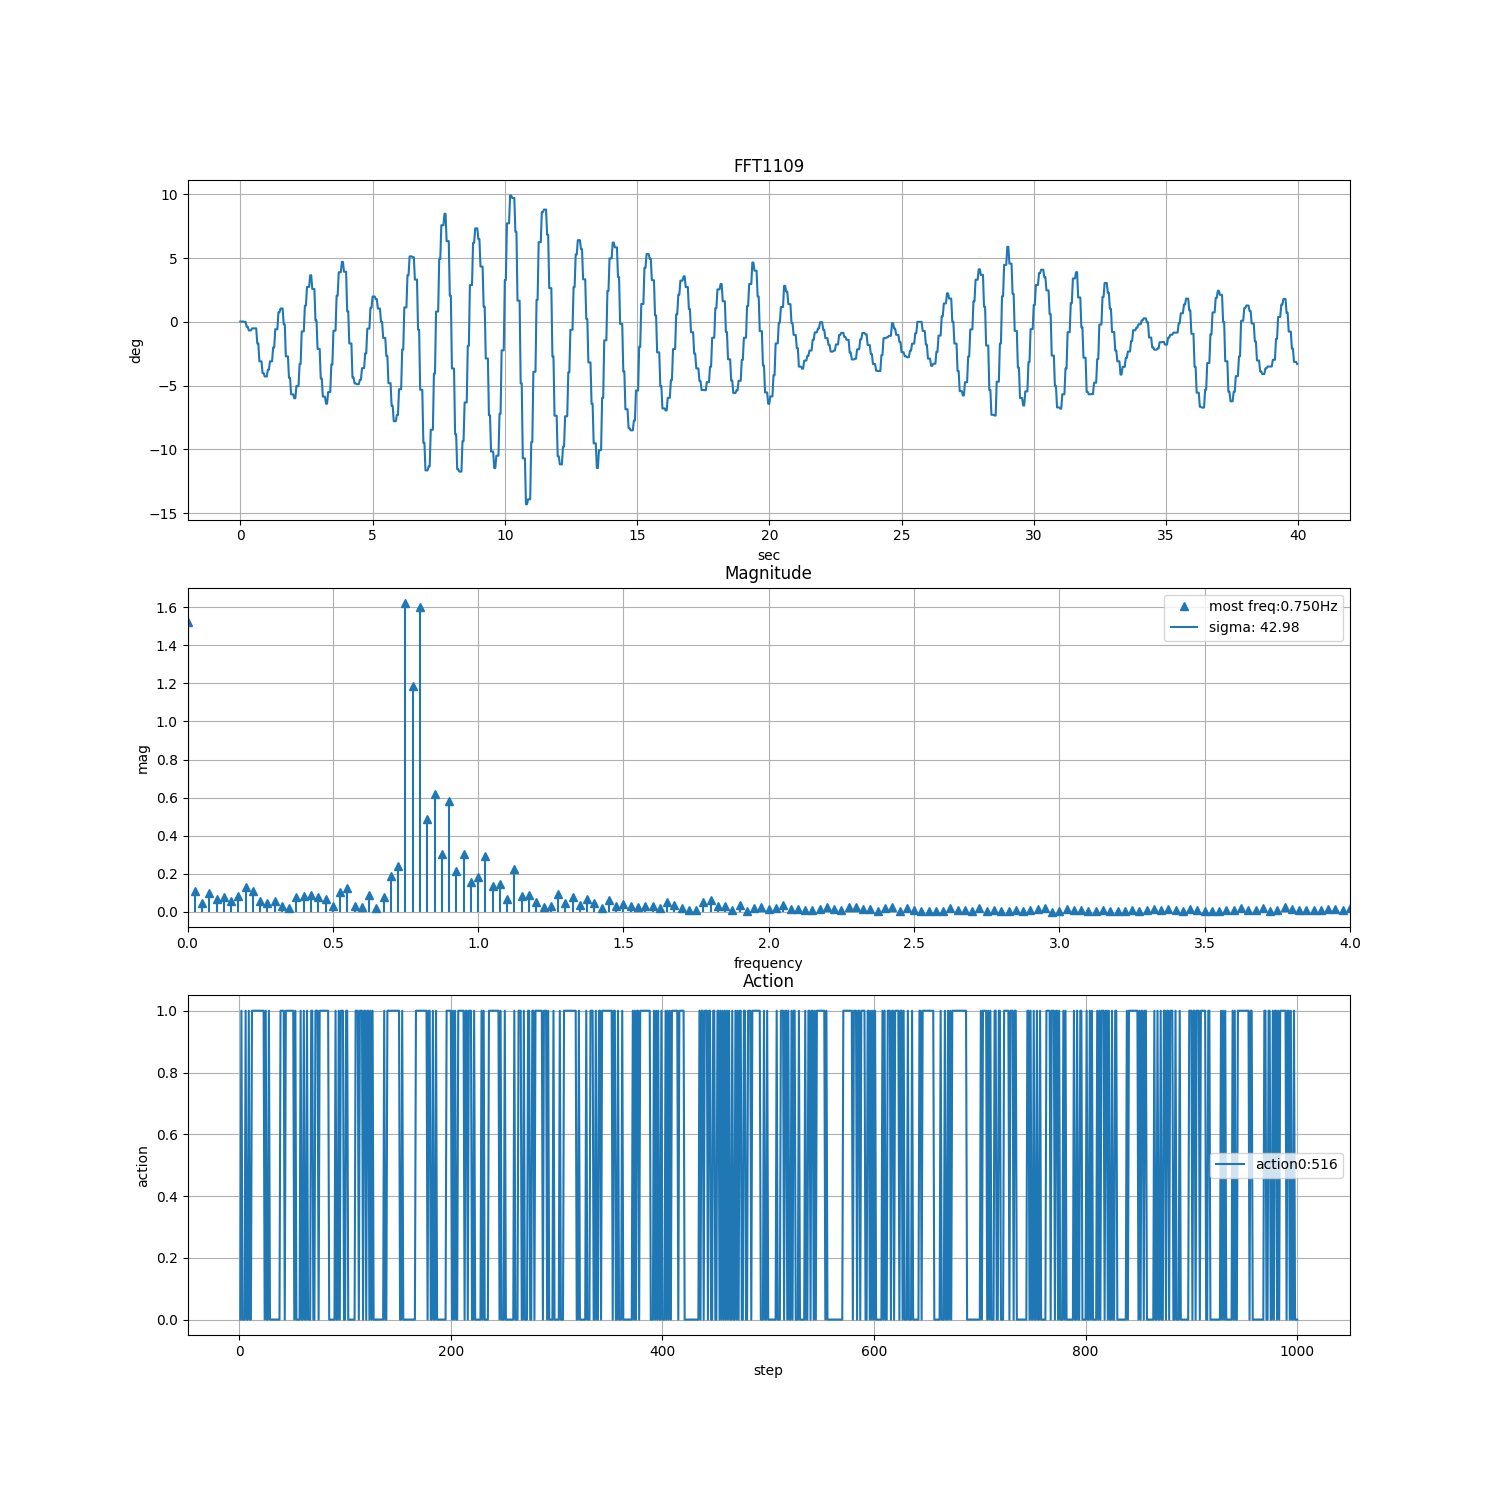 FFT1109
10
5
0
−5
−10
−15
deg
0 5 10 15 20 25 30 35 40
sec
Magnitude
most freq:0.750Hz
sigma: 42.98
1.6
1.4
1.2
1.0
0.8
0.6
0.4
0.2
0.0
mag
0.0 0.5 1.0 1.5 2.0 2.5 3.0 3.5 4.0
frequency
Action
1.0
0.8
0.6
0.4
0.2
0.0
action
action0:516
0 200 400 600 800 1000
step